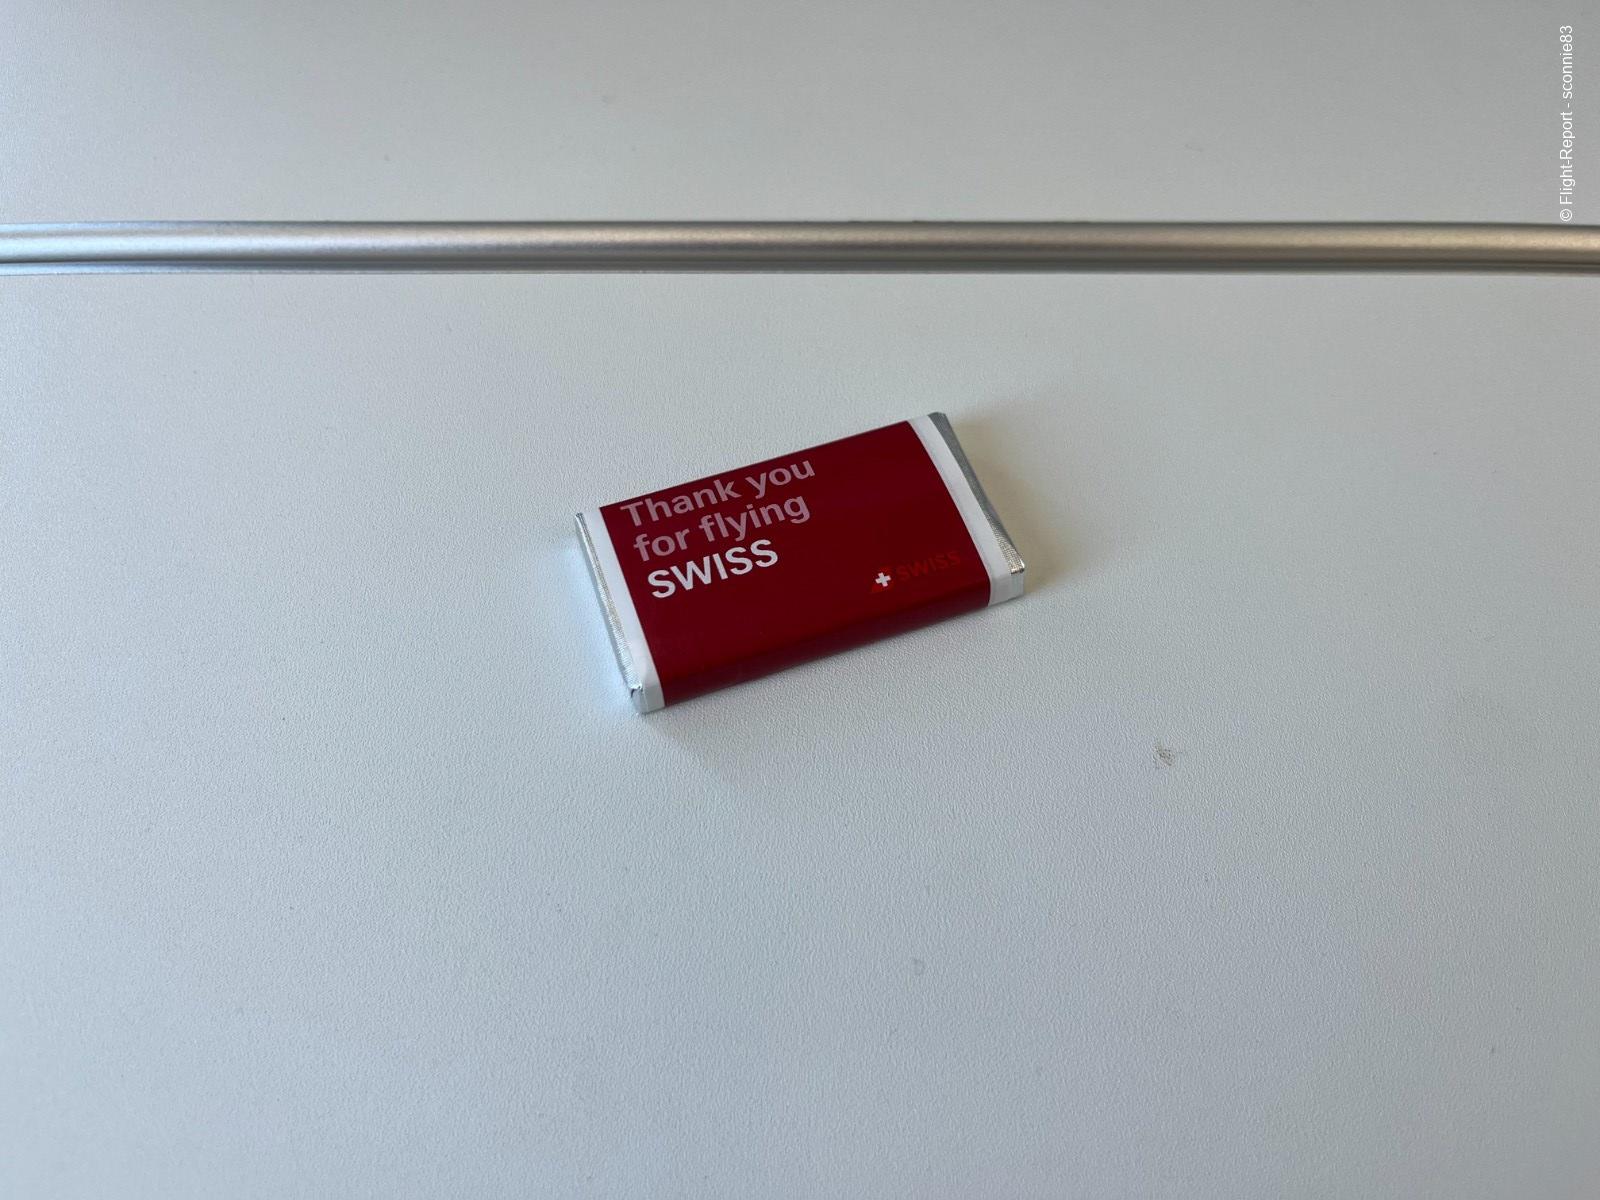 Thank you
for flying
SWISS
SWISS
© Flight-Report - sconnie83